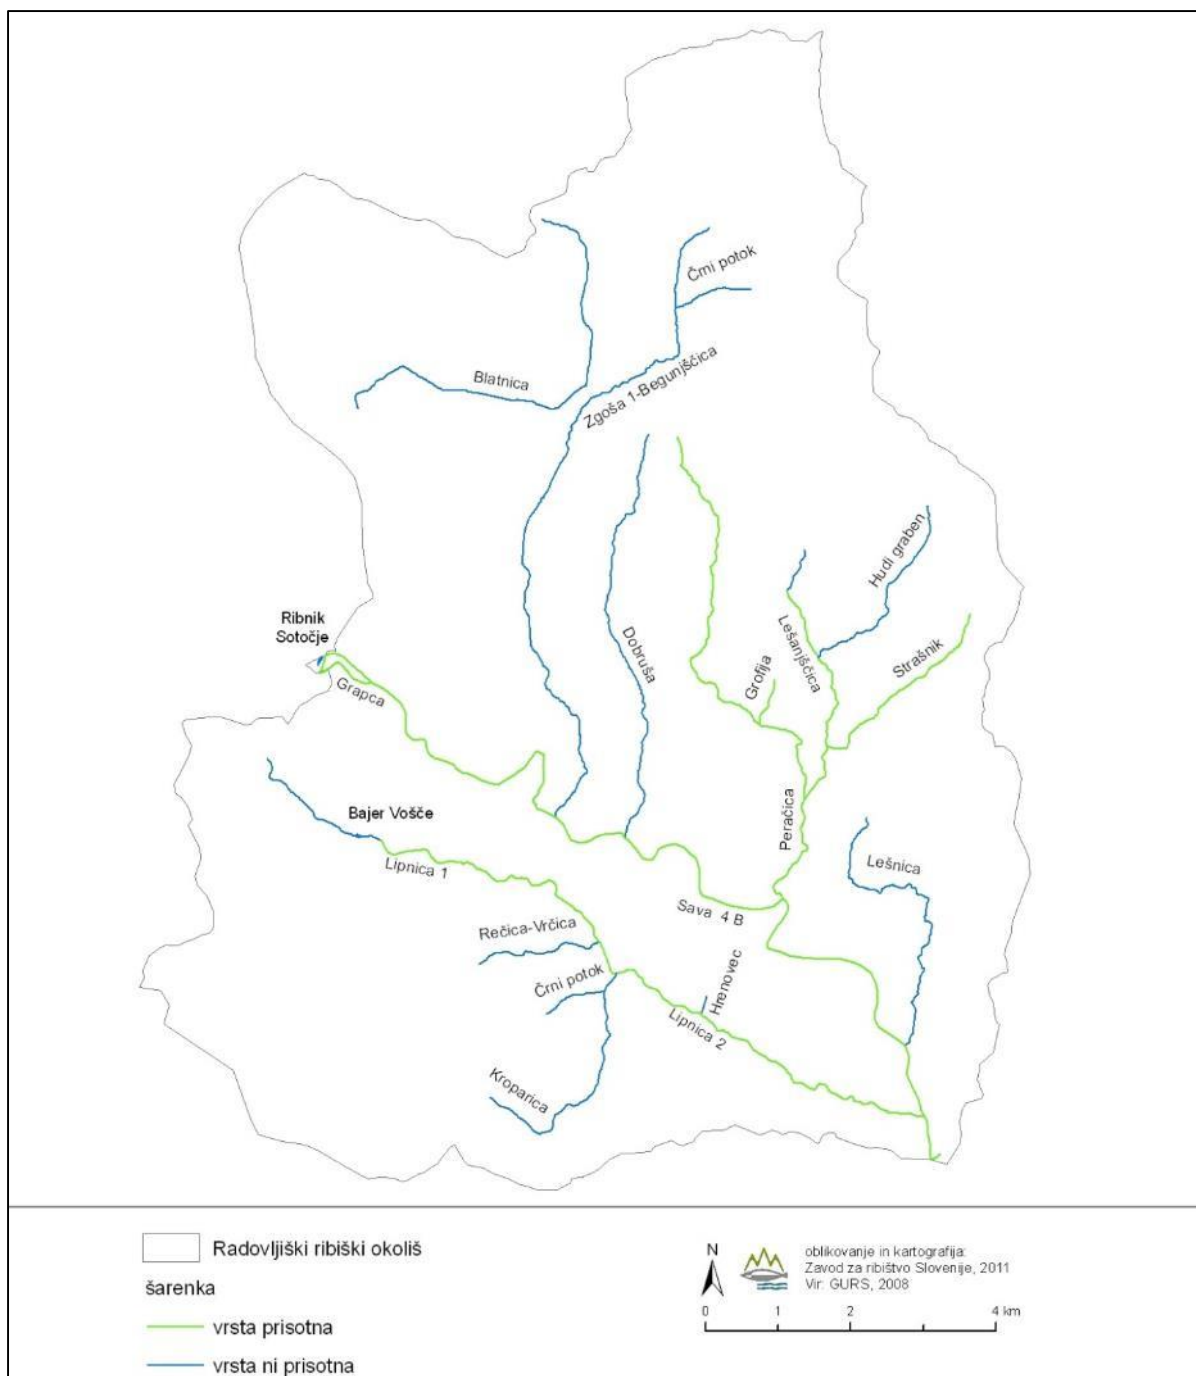 Črni potok
Blatnica
Zgoša 1-Begunjščica
Hudi graben
Ribnik
Sotočje
Dobruša
Lešanjščica
Strašnik
Grofija
Grapca
Bajer Vošče
Peračica
Lipnica 1
Lešnica
Sava 4 B
Rečica-Vrčica
Črni potok
Hrenovec
Lipnica 2
Kroparica
Radovljiški ribiški okoliš
šarenka
vrsta prisotna
vrsta ni prisotna
N
oblikovanje in kartografija:
Zavod za ribištvo Slovenije, 2011
Vir: GURS, 2008
0 1 2 4 km